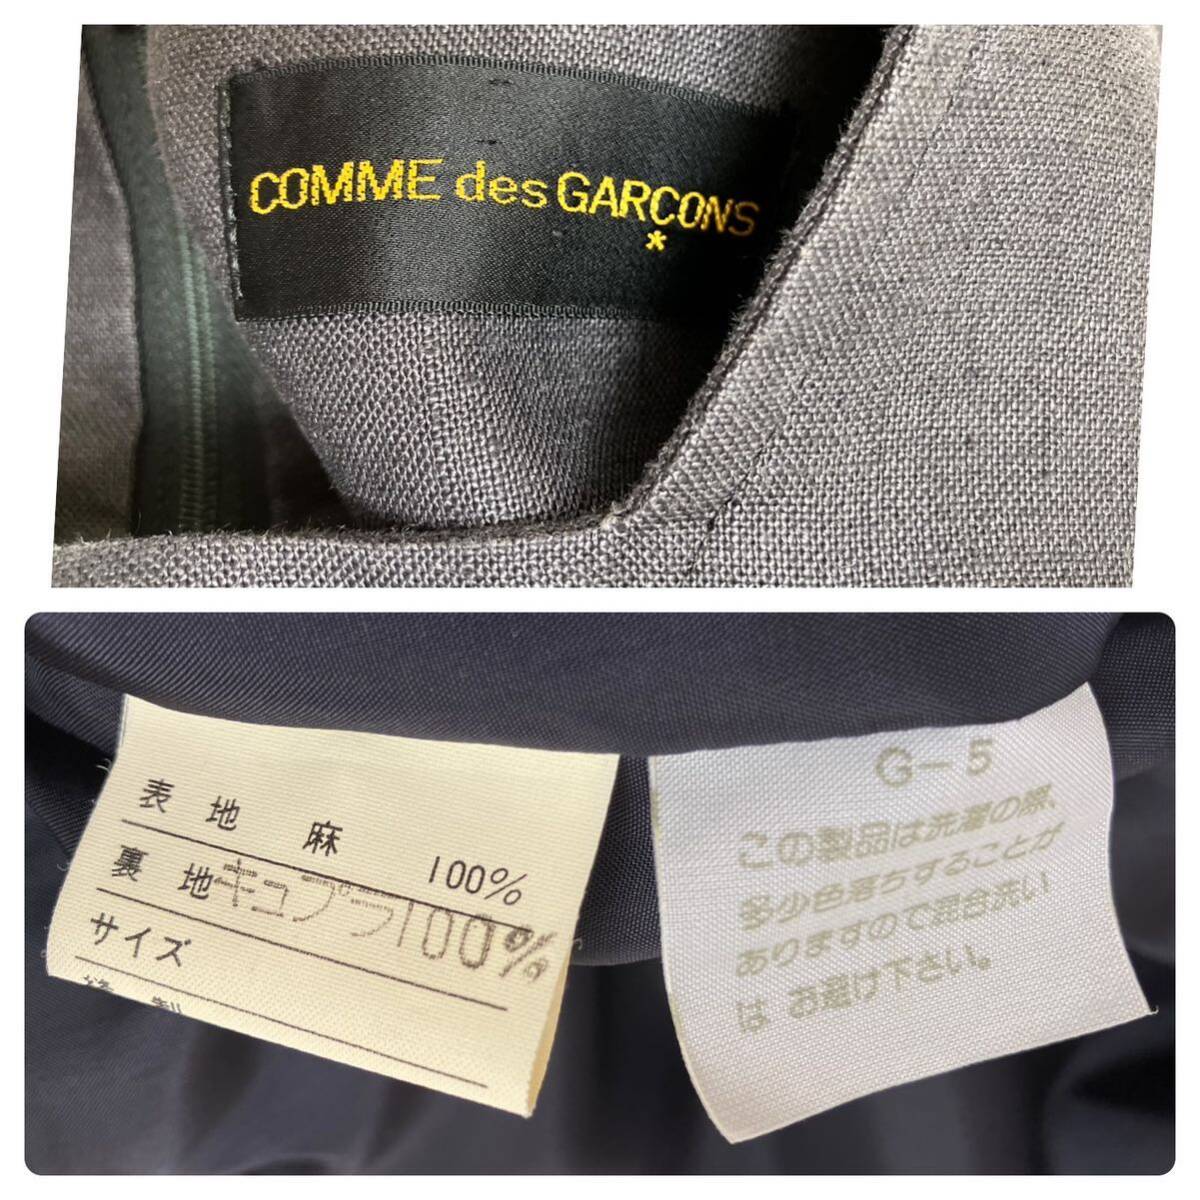 COMME des GARÇONS
*
表 地 麻 100%
裏 地 キュプラ100%
サイズ
G-5
この製品は洗濯の際、
多少色落ちすることが
ありますので混合洗い
は お避け下さい。